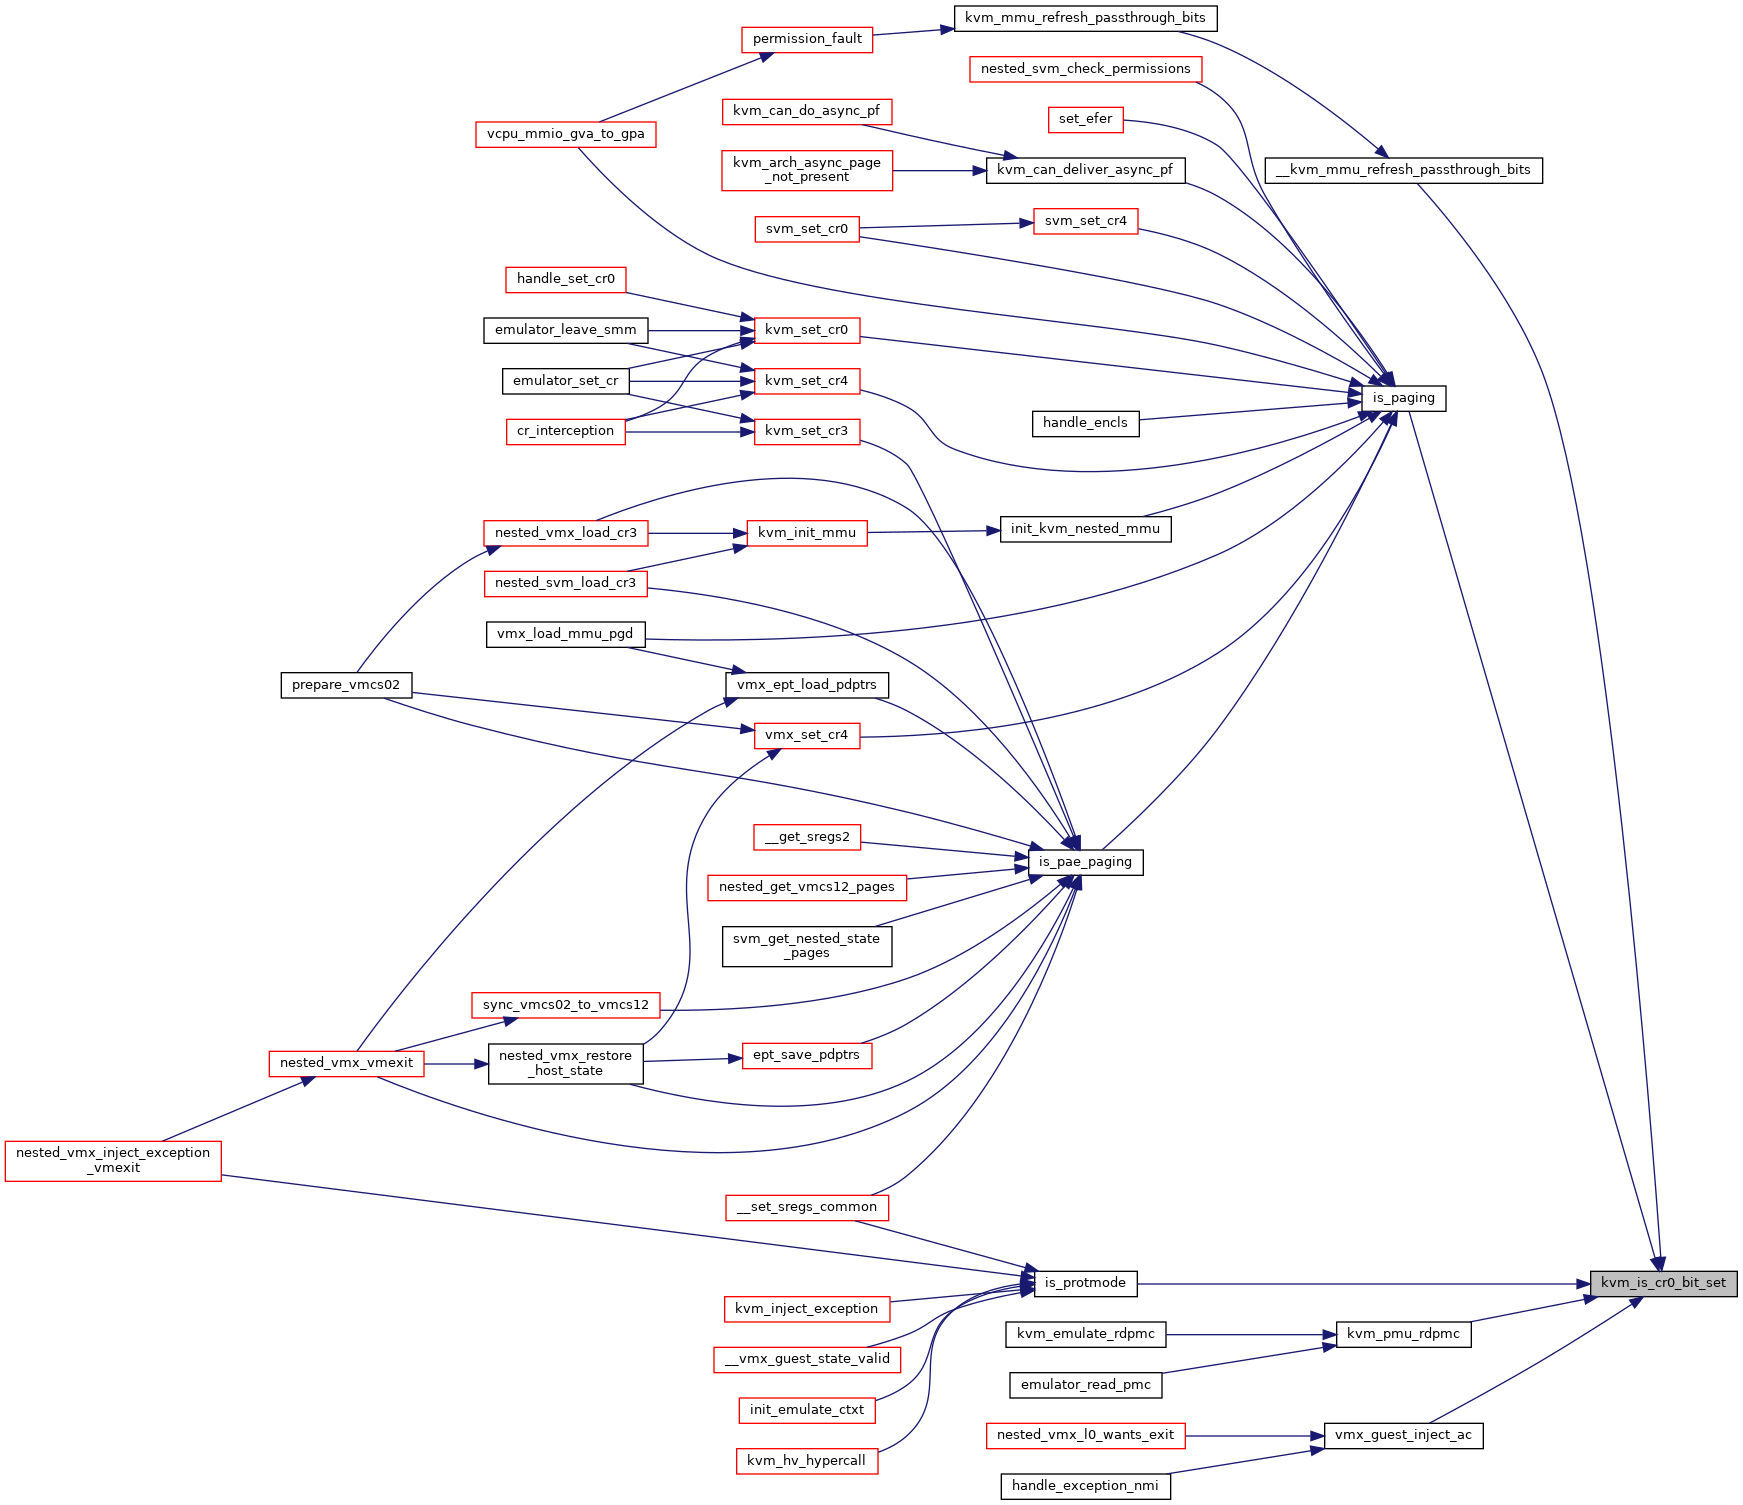 kvm_mmu_refresh_passthrough_bits
permission_fault
nested_svm_check_permissions
kvm_can_do_async_pf
set_efer
vcpu_mmio_gva_to_gpa
kvm_arch_async_page
_not_present
kvm_can_deliver_async_pf
__kvm_mmu_refresh_passthrough_bits
svm_set_cr4
svm_set_cr0
handle_set_cr0
emulator_leave_smm
kvm_set_cr0
emulator_set_cr
kvm_set_cr4
is_paging
handle_encls
cr_interception
kvm_set_cr3
nested_vmx_load_cr3
kvm_init_mmu
init_kvm_nested_mmu
nested_svm_load_cr3
vmx_load_mmu_pgd
prepare_vmcs02
vmx_ept_load_pdptrs
vmx_set_cr4
__get_sregs2
is_pae_paging
nested_get_vmcs12_pages
svm_get_nested_state
_pages
sync_vmcs02_to_vmcs12
nested_vmx_vmexit
nested_vmx_restore
_host_state
ept_save_pdptrs
nested_vmx_inject_exception
_vmexit
__set_sregs_common
is_protmode
kvm_is_cr0_bit_set
kvm_inject_exception
kvm_emulate_rdpmc
kvm_pmu_rdpmc
__vmx_guest_state_valid
emulator_read_pmc
init_emulate_ctxt
nested_vmx_l0_wants_exit
vmx_guest_inject_ac
kvm_hv_hypercall
handle_exception_nmi